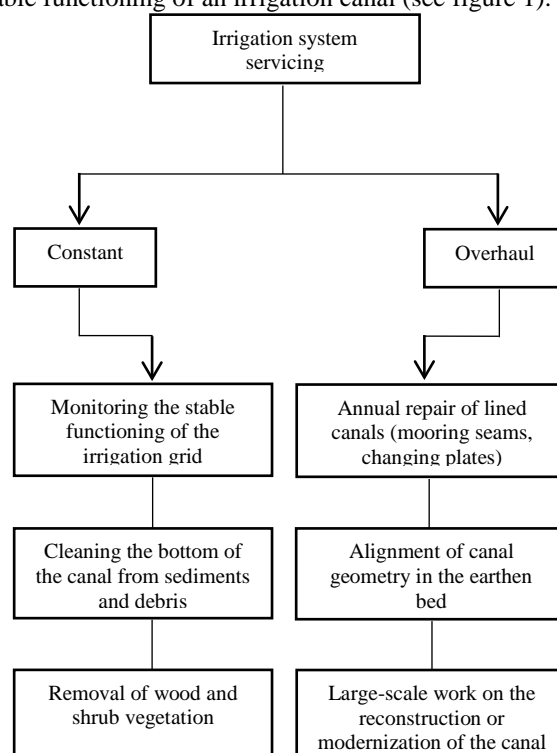 able functioning of an irrigation canal (see figure 1).
Irrigation system
servicing
Constant
Overhaul
Monitoring the stable
functioning of the
irrigation grid
Annual repair of lined
canals (mooring seams,
changing plates)
Cleaning the bottom of
the canal from sediments
and debris
Alignment of canal
geometry in the earthen
bed
Removal of wood and
shrub vegetation
Large-scale work on the
reconstruction or
modernization of the canal